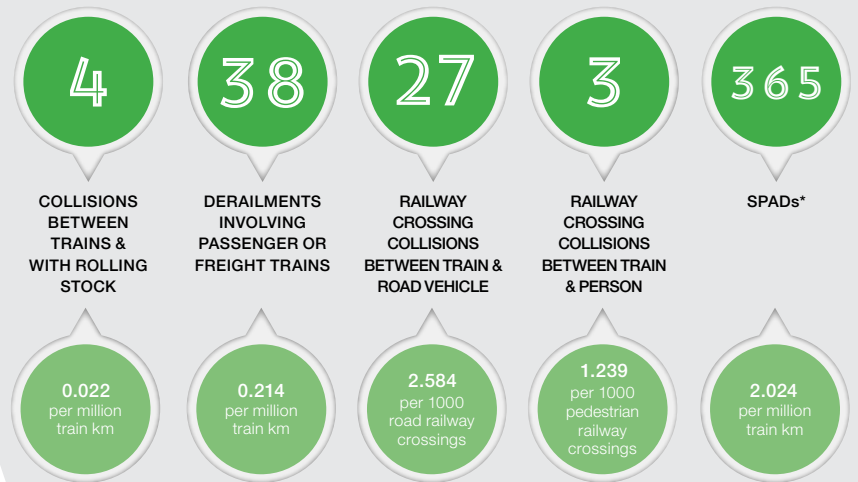 4
38
27
3
365
COLLISIONS
BETWEEN
TRAINS &
WITH ROLLING
STOCK
DERAILMENTS
INVOLVING
PASSENGER OR
FREIGHT TRAINS
RAILWAY
CROSSING
COLLISIONS
BETWEEN TRAIN &
ROAD VEHICLE
RAILWAY
CROSSING
COLLISIONS
BETWEEN TRAIN
& PERSON
SPADs*
0.022
per million
train km
0.214
per million
train km
2.584
per 1000
road railway
crossings
1.239
per 1000
pedestrian
railway
crossings
2.024
per million
train km